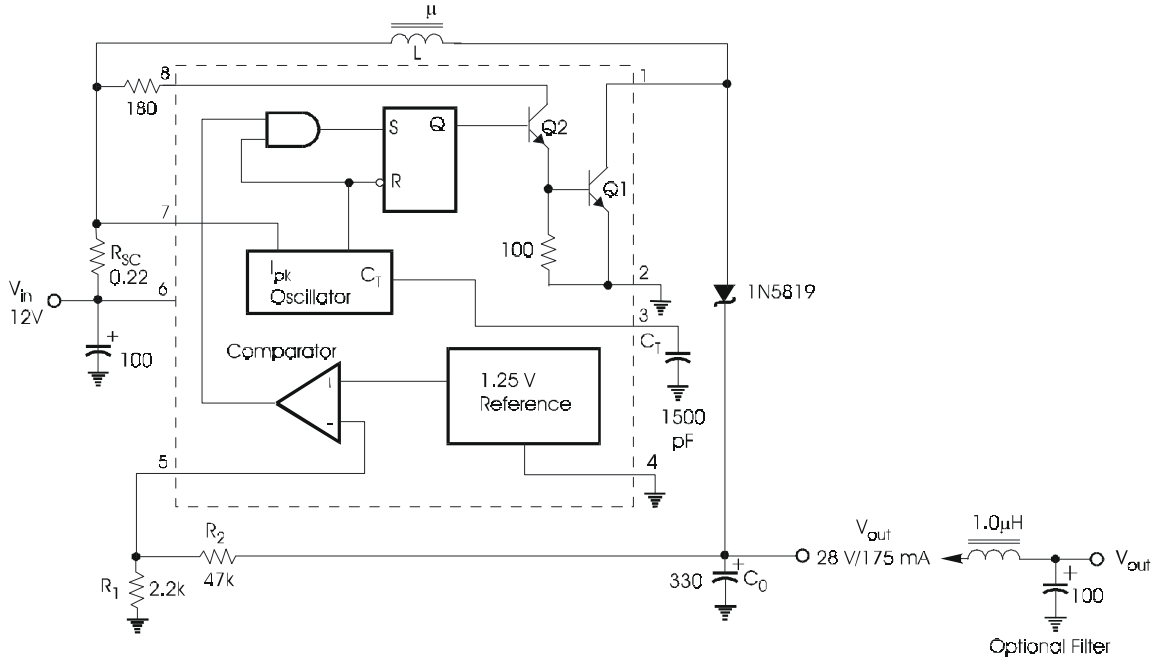 μ
L
8
1
180
S
Q
Q2
R
Q1
7
R_SC
0.22
I_pk
C_T
Oscillator
100
2
V_in
12V
6
1N5819
3
C_T
100
Comparator
1.25 V
Reference
1500
pF
-
5
4
R_2
47k
R_1
2.2k
V_out
28 V/175 mA
1.0μH
V_out
330
+
C_0
+
100
+
Optional Filter